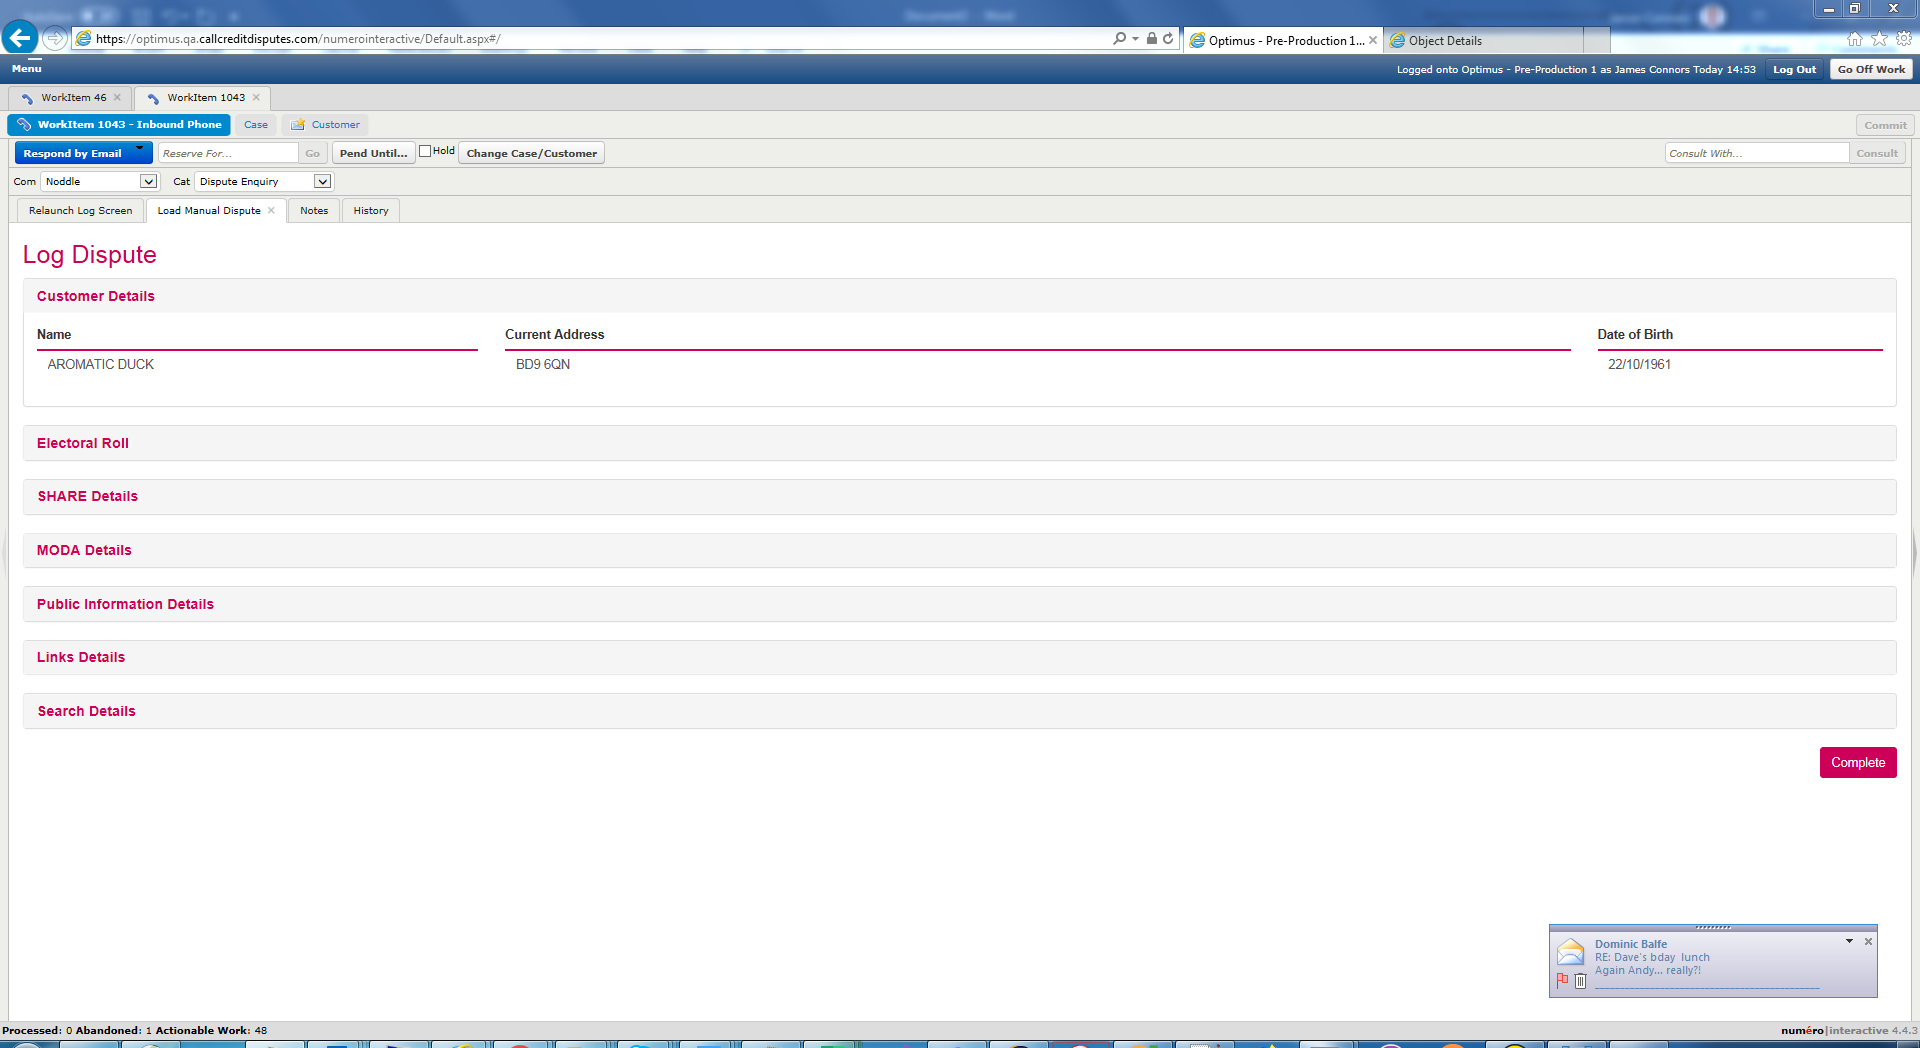 https://optimus.qa.callcreditdisputes.com/numerointeractive/Default.aspx#/
Optimus - Pre-Production 1...
Object Details
Menu
Logged onto Optimus - Pre-Production 1 as James Connors Today 14:53
Log Out
Go Off Work
WorkItem 46
WorkItem 1043
WorkItem 1043 - Inbound Phone
Case
Customer
Commit
Respond by Email
Reserve For...
Go
Pend Until...
Hold
Change Case/Customer
Consult With...
Consult
Com Noddle
Cat Dispute Enquiry
Relaunch Log Screen
Load Manual Dispute
Notes
History
Log Dispute
Customer Details
Name
Current Address
Date of Birth
AROMATIC DUCK
BD9 6QN
22/10/1961
Electoral Roll
SHARE Details
MODA Details
Public Information Details
Links Details
Search Details
Complete
Dominic Balfe
RE: Dave's bday lunch
Again Andy... really?!
Processed: 0 Abandoned: 1 Actionable Work: 48
numéro|interactive 4.4.3